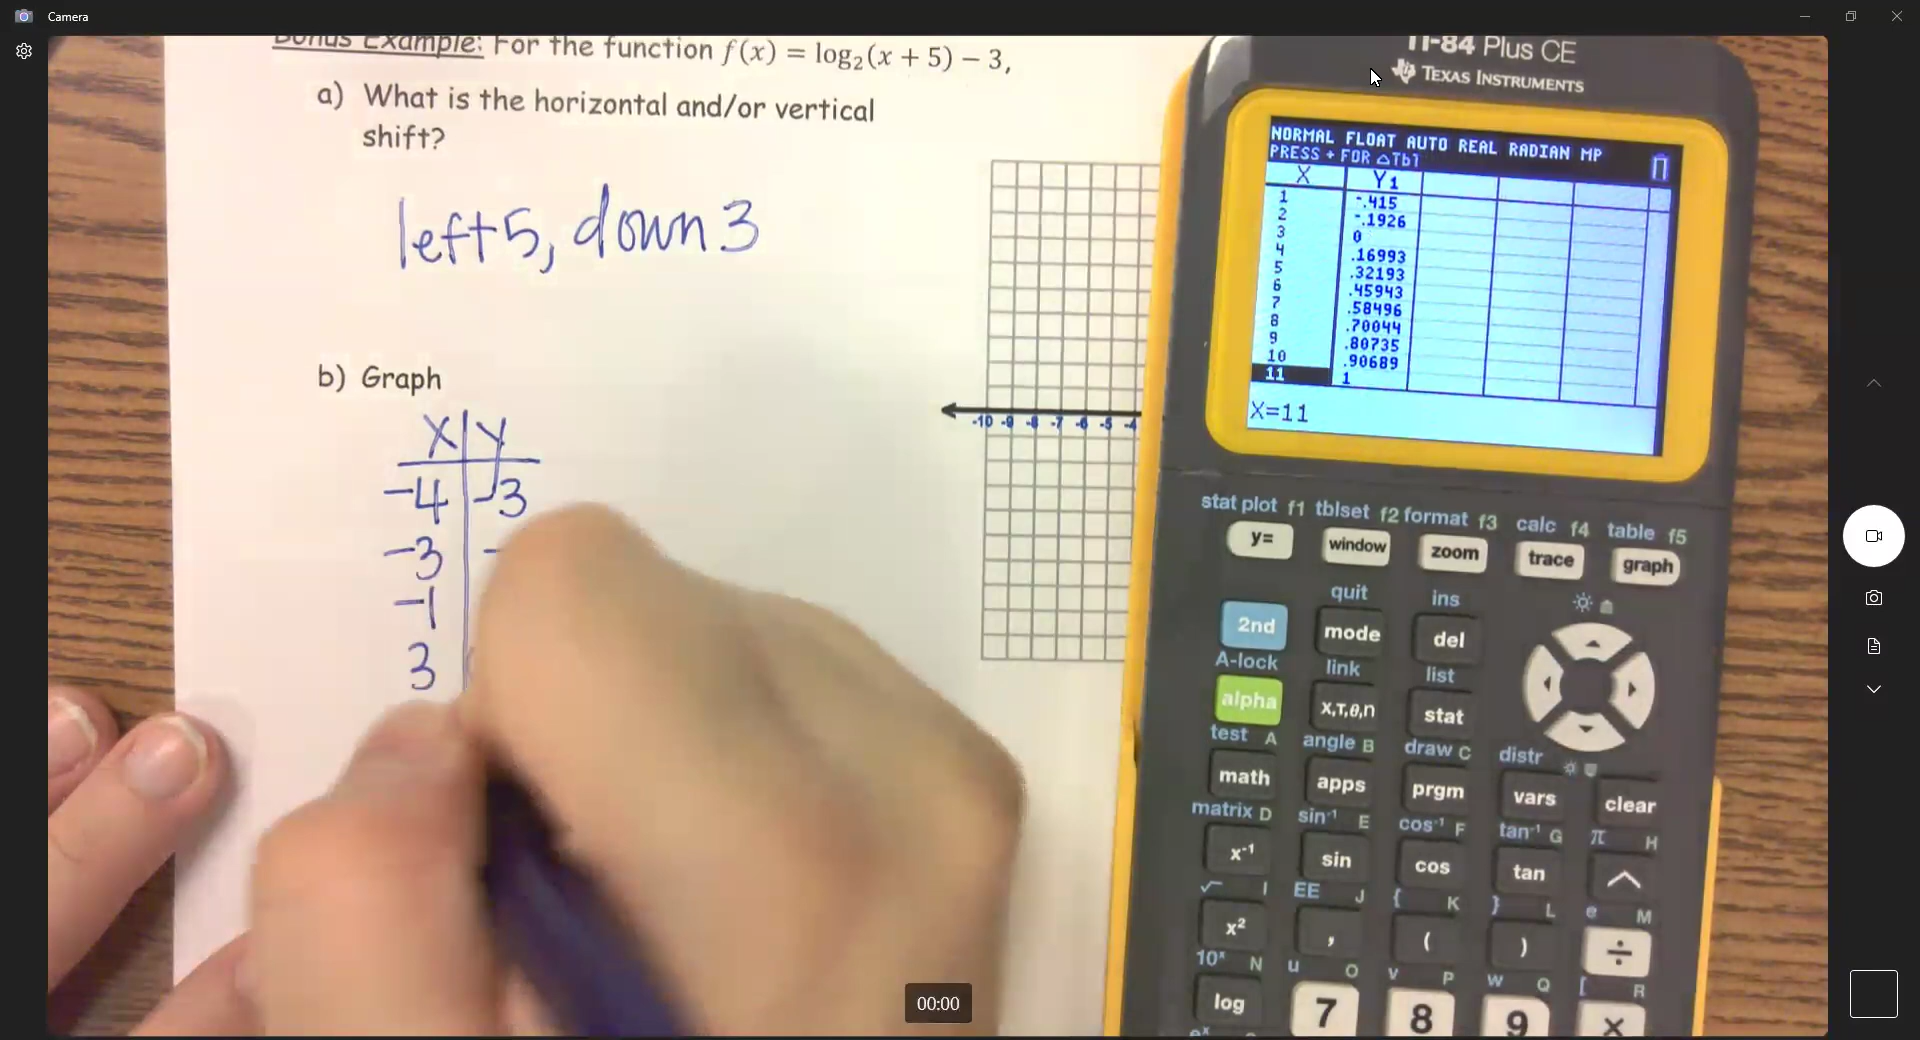 Camera
Bonus Example: For the function f(x) = log₂(x + 5) − 3,
a) What is the horizontal and/or vertical
shift?
left 5, down 3
b) Graph
X Y
-4 -3
-3 -
-1
3
-10 -9 -8 -7 -6 -5 -4
TI-84 Plus CE
TEXAS INSTRUMENTS
NORMAL FLOAT AUTO REAL RADIAN MP
PRESS + FOR △Tbl
X Y1
1 -.415
2 -.1926
3 0
4 .16993
5 .32193
6 .45943
7 .58496
8 .70044
9 .80735
10 .90689
11 1
X=11
stat plot f1 tblset f2 format f3 calc f4 table f5
y= window zoom trace graph
quit ins
2nd mode del
A-lock link list
alpha X,T,θ,n stat
test A angle B draw C distr
math apps prgm vars clear
matrix D sin⁻¹ E cos⁻¹ F tan⁻¹ G π H
x⁻¹ sin cos tan ^
√ I EE J { K } L e M
x² , ( ) ÷
10ˣ N u O v P w Q [ R
log 7 8 9 ×
eˣ
00:00